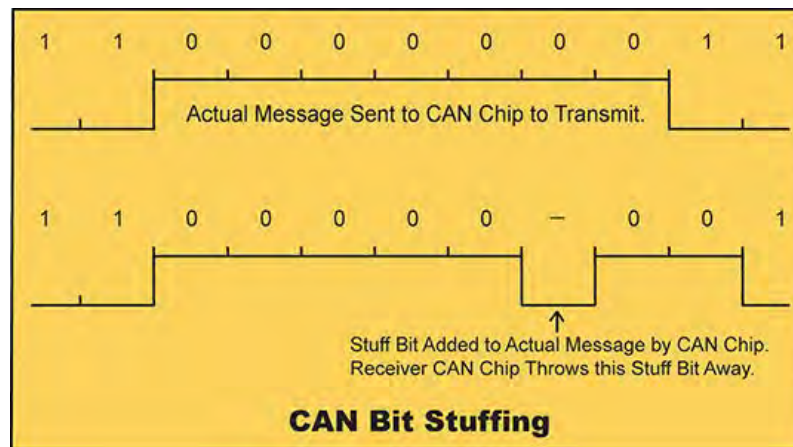 1 1 0 0 0 0 0 0 0 1 1
Actual Message Sent to CAN Chip to Transmit.
1 1 0 0 0 0 0 – 0 0 1
Stuff Bit Added to Actual Message by CAN Chip.
Receiver CAN Chip Throws this Stuff Bit Away.
CAN Bit Stuffing